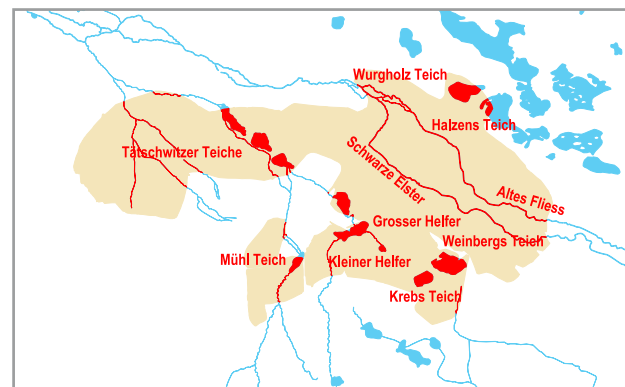 Wurgholz Teich
Halzens Teich
Tätschwitzer Teiche
Schwarze Elster
Altes Fliess
Grosser Helfer
Weinbergs Teich
Mühl Teich
Kleiner Helfer
Krebs Teich